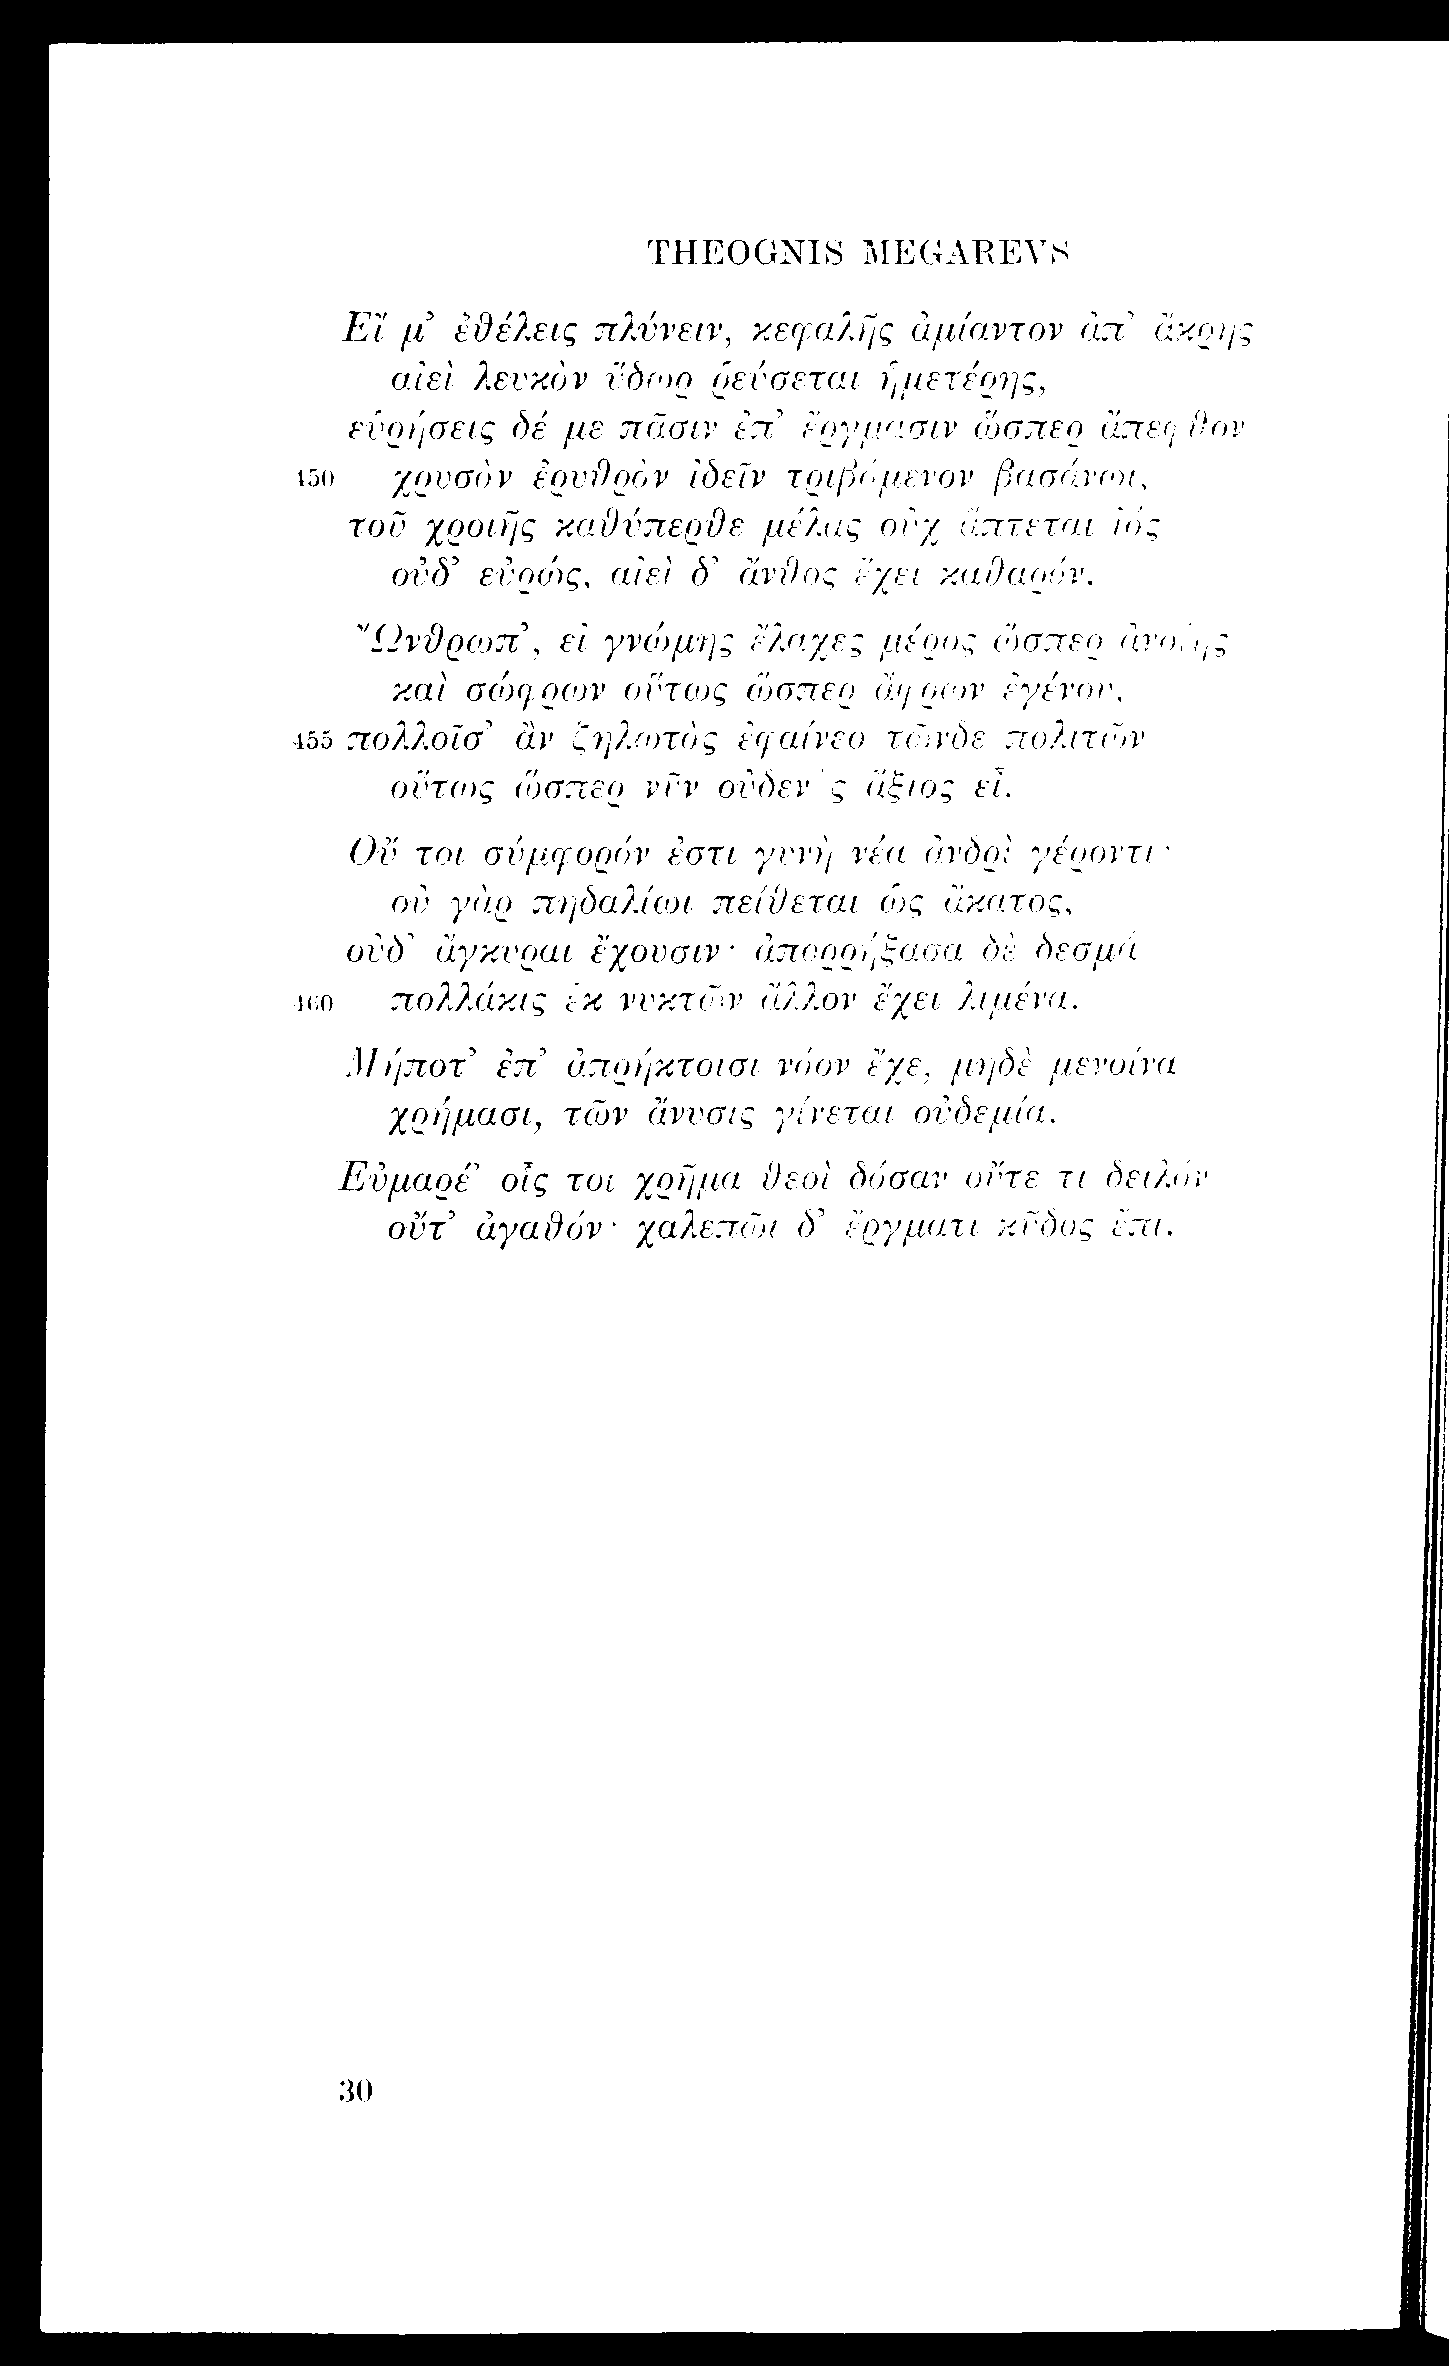 THEOGNIS MEGAREVS
Εἴ μ’ ἐθέλεις πλύνειν, κεφαλῆς ἀμίαντον ἀπ’ ἄκρης
αἰεὶ λευκὸν ὕδωρ ῥεύσεται ἡμετέρης,
εὑρήσεις δέ με πᾶσιν ἐπ’ ἔργμασιν ὥσπερ ἄπεφθον
450 χρυσὸν ἐρυθρὸν ἰδεῖν τριβόμενον βασάνωι,
τοῦ χροιῆς καθύπερθε μέλας οὐχ ἅπτεται ἰός
οὐδ’ εὐρώς, αἰεὶ δ’ ἄνθος ἔχει καθαρόν.
Ὤνθρωπ’, εἰ γνώμης ἔλαχες μέρος ὥσπερ ἀνοίης
καὶ σώφρων οὕτως ὥσπερ ἄφρων ἐγένου,
455 πολλοῖσ’ ἂν ζηλωτὸς ἐφαίνεο τῶνδε πολιτῶν
οὕτως ὥσπερ νῦν οὐδενὸς ἄξιος εἶ.
Οὔ τοι σύμφορόν ἐστι γυνὴ νέα ἀνδρὶ γέροντι·
οὐ γὰρ πηδαλίωι πείθεται ὡς ἄκατος,
οὐδ’ ἄγκυραι ἔχουσιν· ἀπορρήξασα δὲ δεσμά
460 πολλάκις ἐκ νυκτῶν ἄλλον ἔχει λιμένα.
Μήποτ’ ἐπ’ ἀπρήκτοισι νόον ἔχε, μηδὲ μενοίνα
χρήμασι, τῶν ἄνυσις γίνεται οὐδεμία.
Εὐμαρέ͂ οἷς τοι χρῆμα θεοὶ δόσαν οὔτε τι δειλόν
οὔτ’ ἀγαθόν· χαλεπῶι δ’ ἔργματι κῦδος ἔπι.
30